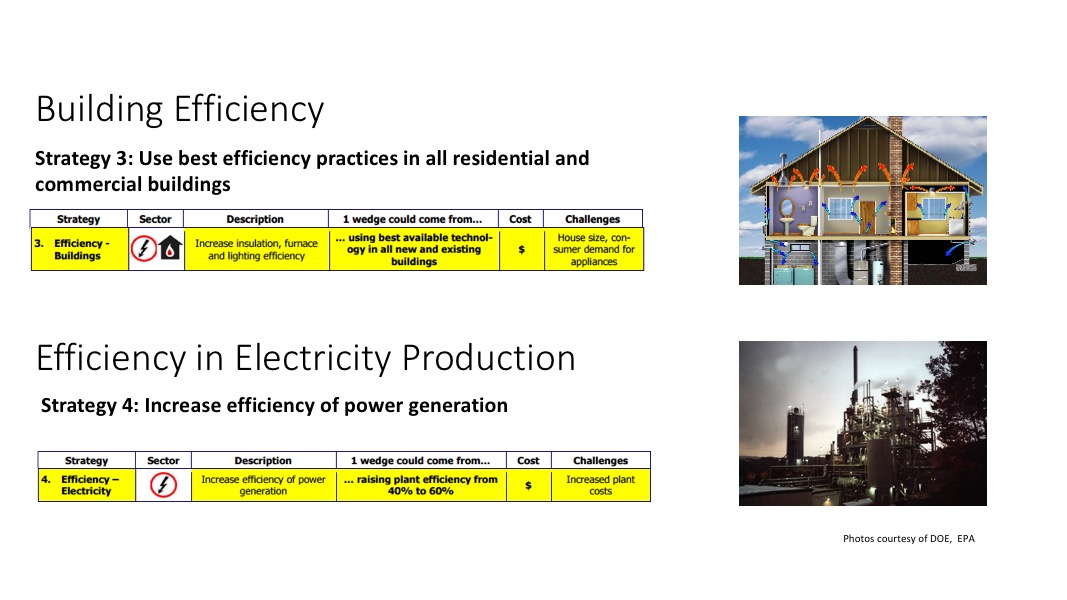 Building Efficiency
Strategy 3: Use best efficiency practices in all residential and
commercial buildings
Strategy Sector Description 1 wedge could come from... Cost Challenges
3. Efficiency - Buildings Increase insulation, furnace and lighting efficiency ... using best available technol-ogy in all new and existing buildings $ House size, con-sumer demand for appliances
Efficiency in Electricity Production
Strategy 4: Increase efficiency of power generation
Strategy Sector Description 1 wedge could come from... Cost Challenges
4. Efficiency – Electricity Increase efficiency of power generation ... raising plant efficiency from 40% to 60% $ Increased plant costs
Photos courtesy of DOE, EPA